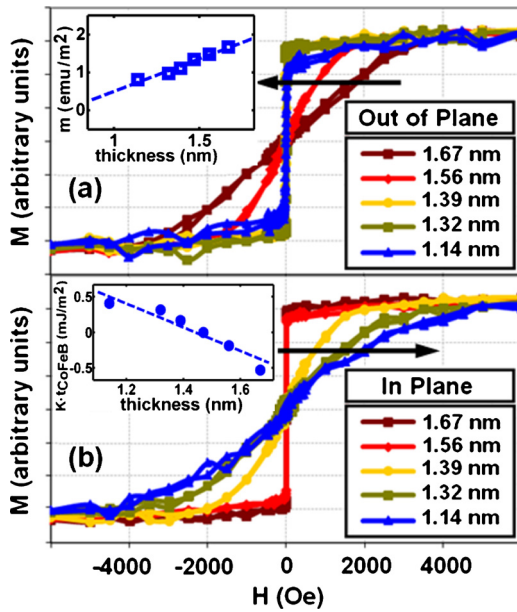 M (arbitrary units)
m (emu/m²)
2
1
0
1
1.5
thickness (nm)
(a)
Out of Plane
1.67 nm
1.56 nm
1.39 nm
1.32 nm
1.14 nm
M (arbitrary units)
K·tCoFeB (mJ/m²)
0.5
0
-0.5
1.2
1.4
1.6
thickness (nm)
(b)
In Plane
1.67 nm
1.56 nm
1.39 nm
1.32 nm
1.14 nm
-4000
-2000
0
2000
4000
H (Oe)